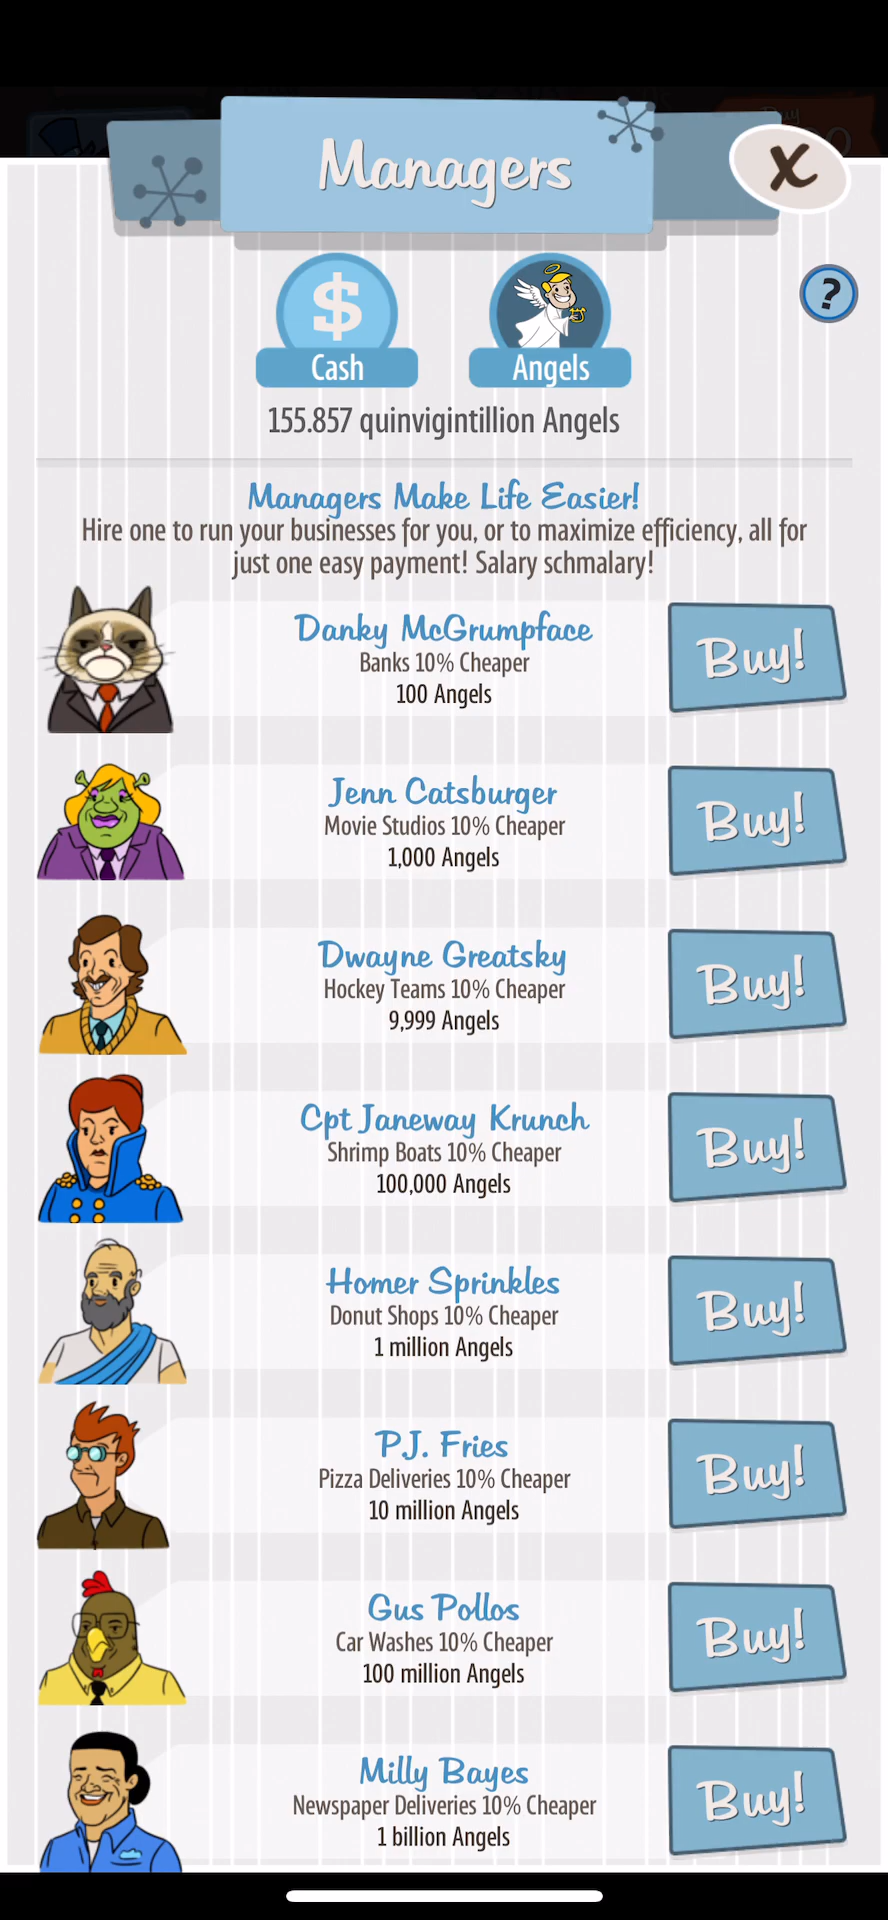 Managers
X
$
Cash
Angels
?
155.857 quinvigintillion Angels
Managers Make Life Easier!
Hire one to run your businesses for you, or to maximize efficiency, all for
just one easy payment! Salary schmalary!
Danky McGrumpface
Banks 10% Cheaper
100 Angels
Buy!
Jenn Catsburger
Movie Studios 10% Cheaper
1,000 Angels
Buy!
Dwayne Greatsky
Hockey Teams 10% Cheaper
9,999 Angels
Buy!
Cpt Janeway Krunch
Shrimp Boats 10% Cheaper
100,000 Angels
Buy!
Homer Sprinkles
Donut Shops 10% Cheaper
1 million Angels
Buy!
P.J. Fries
Pizza Deliveries 10% Cheaper
10 million Angels
Buy!
Gus Pollos
Car Washes 10% Cheaper
100 million Angels
Buy!
Milly Bayes
Newspaper Deliveries 10% Cheaper
1 billion Angels
Buy!